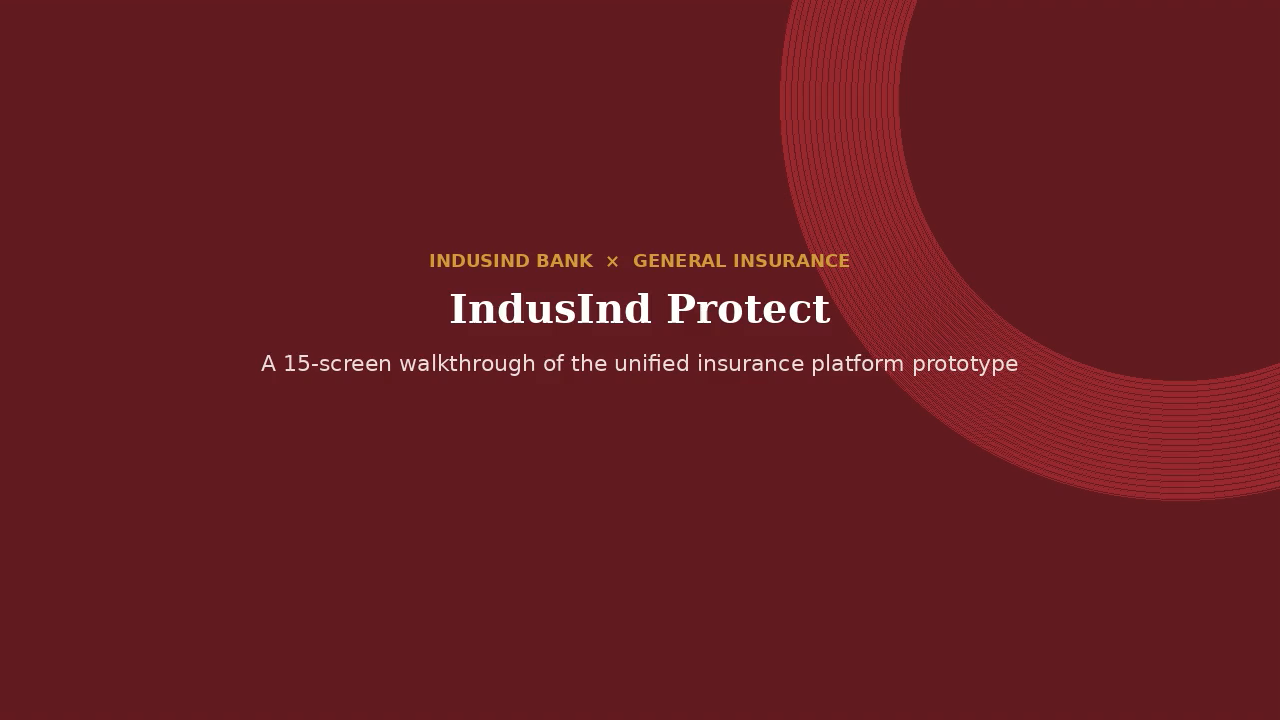 INDUSIND BANK × GENERAL INSURANCE
IndusInd Protect
A 15-screen walkthrough of the unified insurance platform prototype